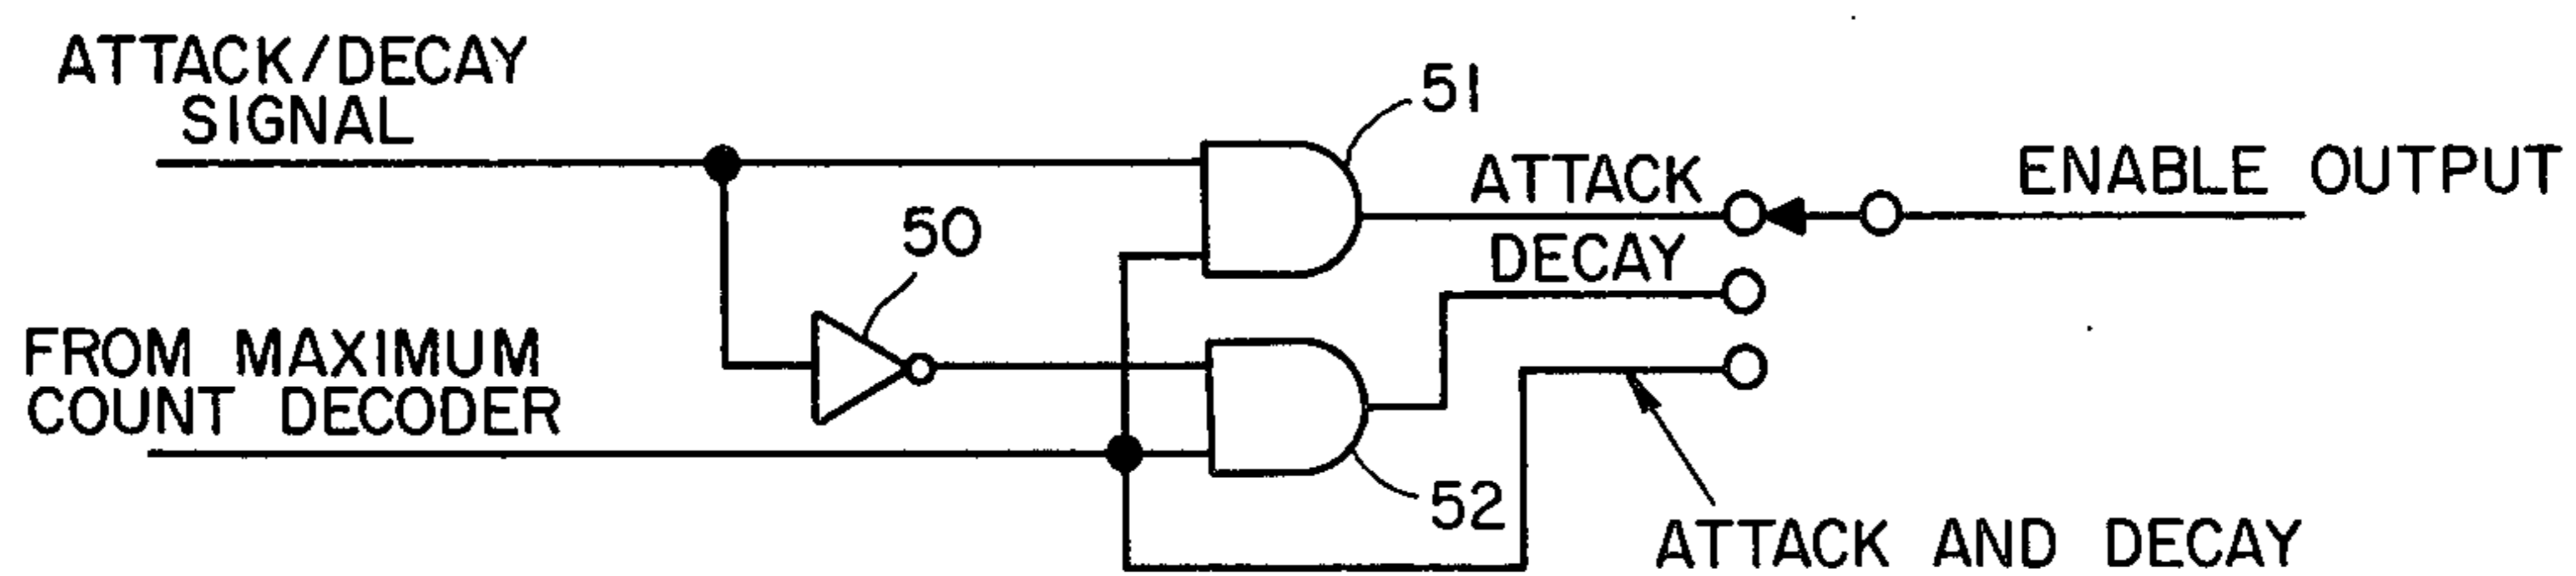 ATTACK/DECAY
SIGNAL
51
ATTACK
ENABLE OUTPUT
50
DECAY
FROM MAXIMUM
COUNT DECODER
52
ATTACK AND DECAY